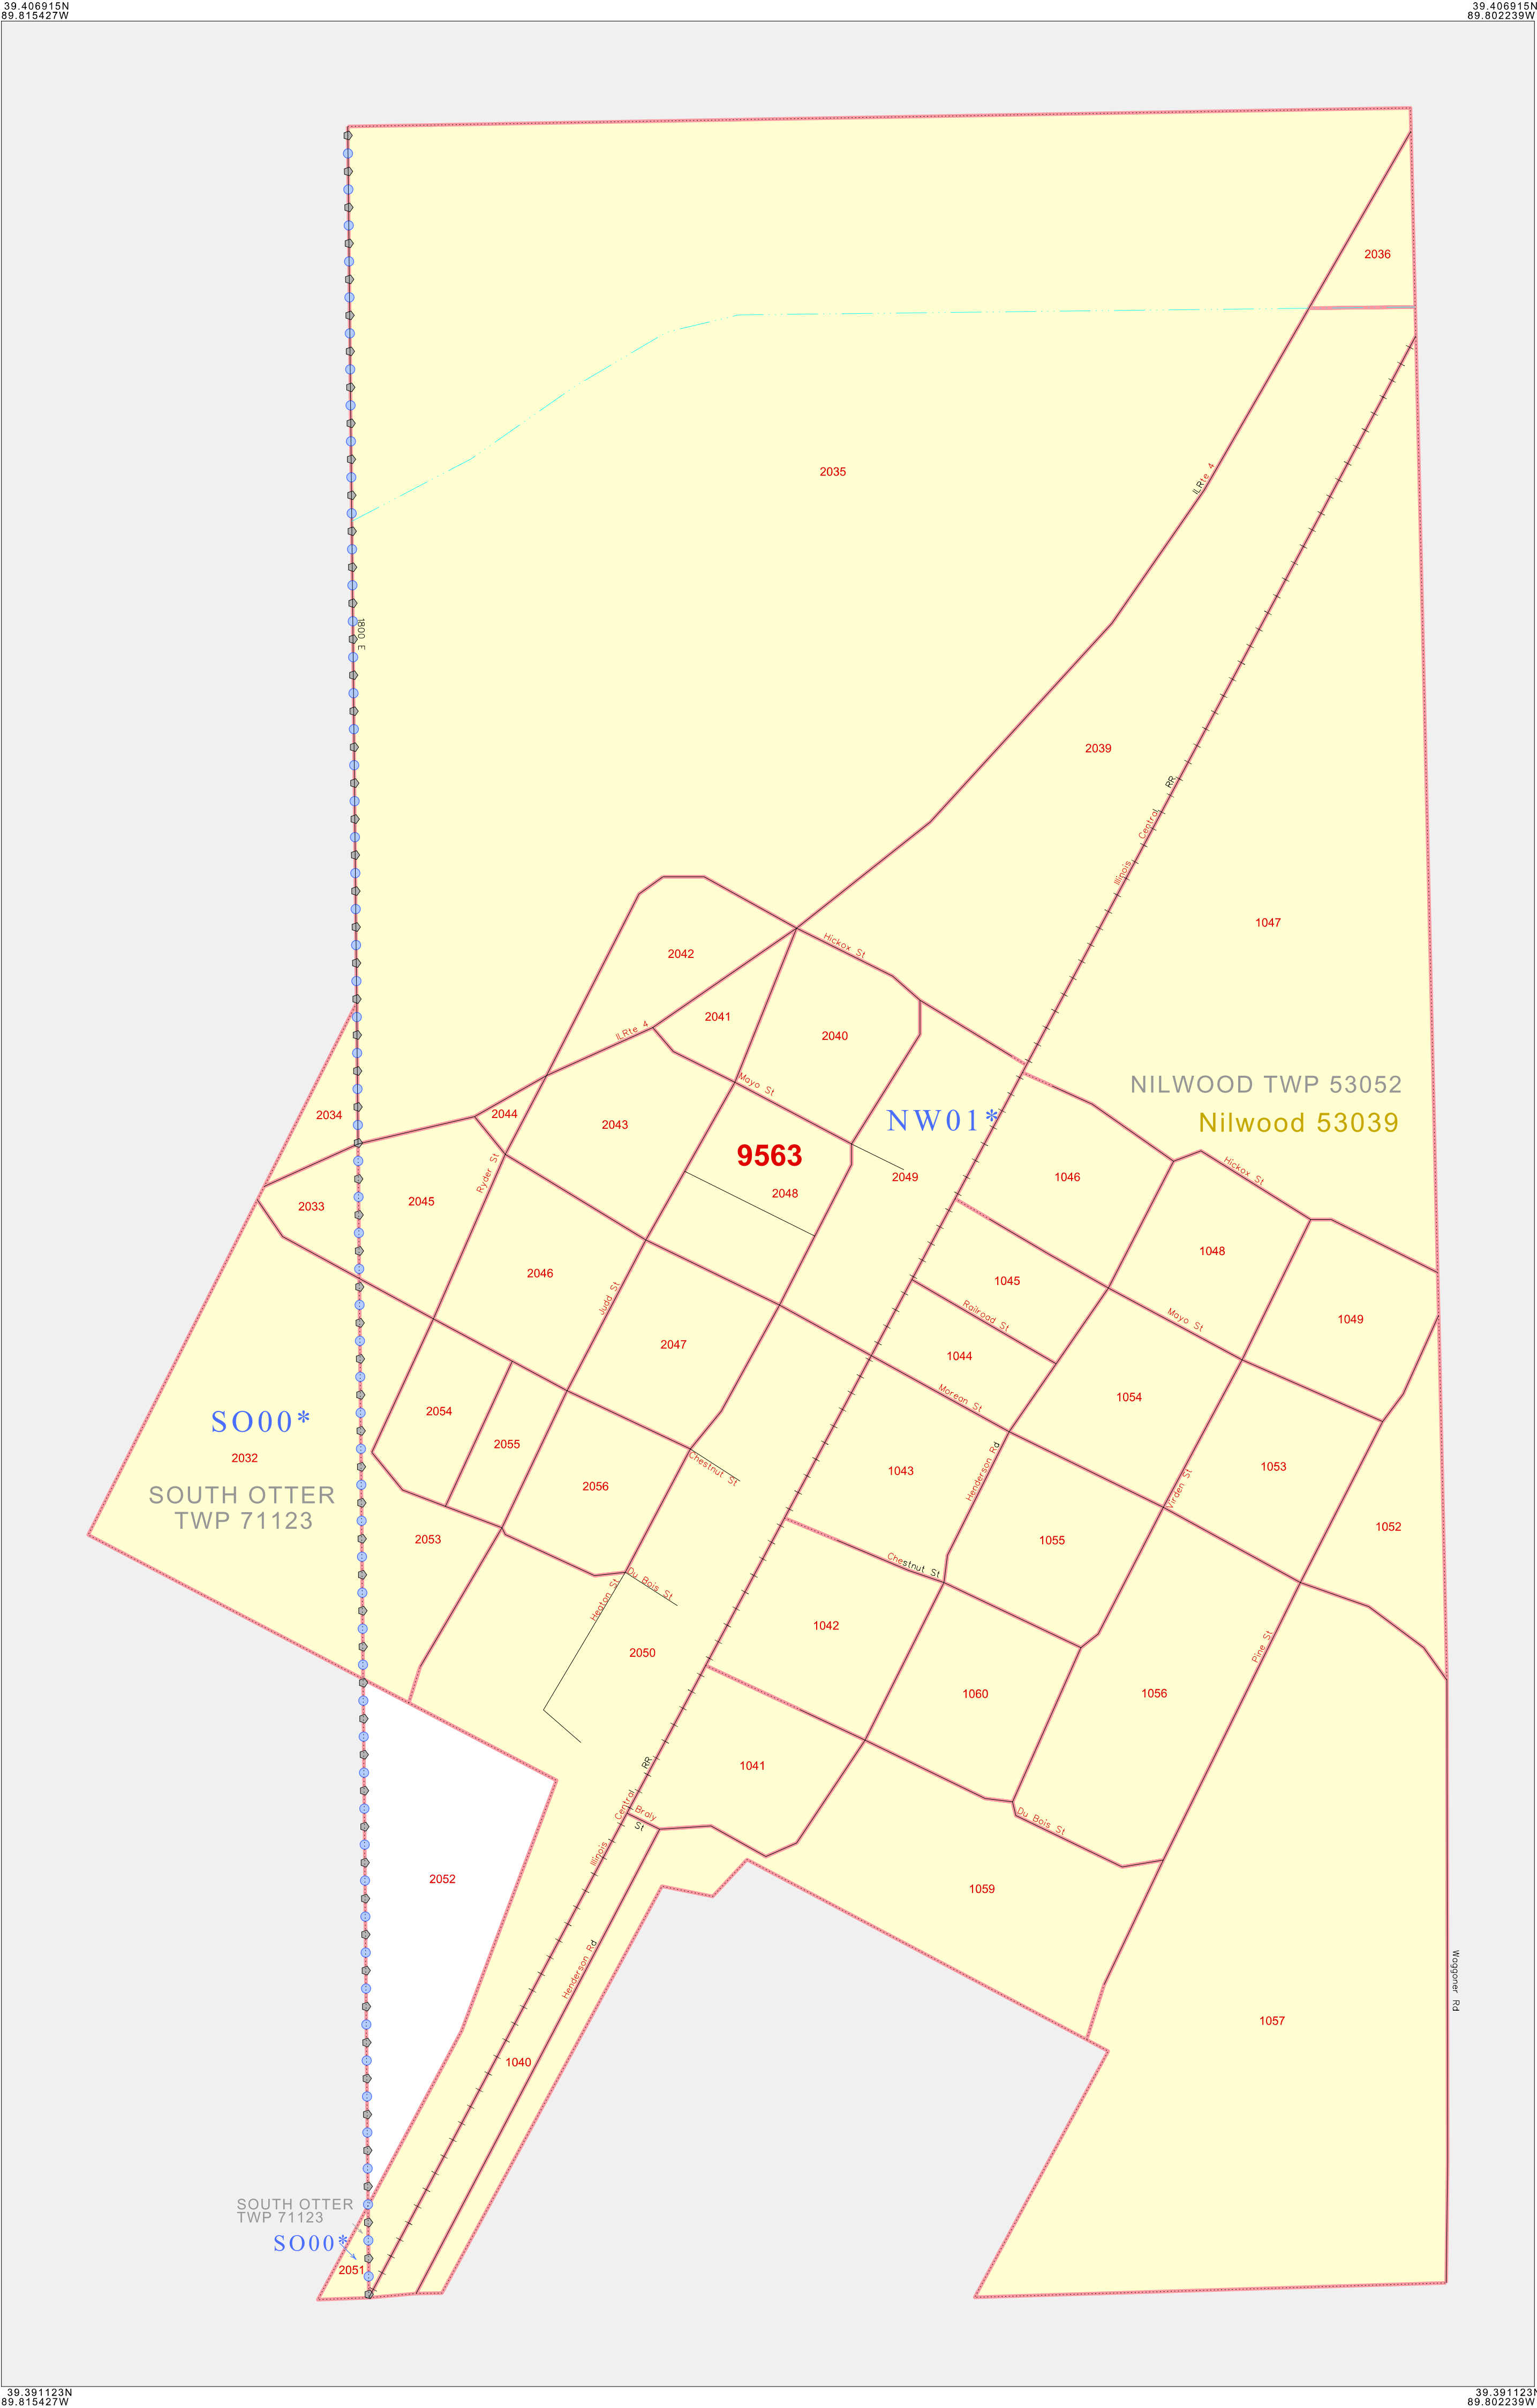 39.406915N
89.815427W
39.406915N
89.802239W
2036
2035
ILRte 4
1800 E
2039
Illinois Central RR
1047
Hickox St
2042
2041
2040
ILRte 4
Mayo St
NILWOOD TWP 53052
Nilwood 53039
NW01*
2034
2044
2043
9563
2049
2048
Ryder St
1046
Hickox St
2033
2045
1048
2046
1045
Judd St
Railroad St
Mayo St
1049
2047
1044
Morean St
1054
2054
2055
SO00*
2032
SOUTH OTTER
TWP 71123
Chestnut St
2056
1043
Henderson Rd
Virden St
1053
1052
2053
1055
Chestnut St
Du Bois St
Heaton St
1042
2050
Pine St
1060
1056
1041
Illinois Central RR
Braly
St
Du Bois St
2052
1059
Henderson Rd
Waggoner Rd
1057
1040
SOUTH OTTER
TWP 71123
SO00*
2051
39.391123N
89.815427W
39.391123N
89.802239W